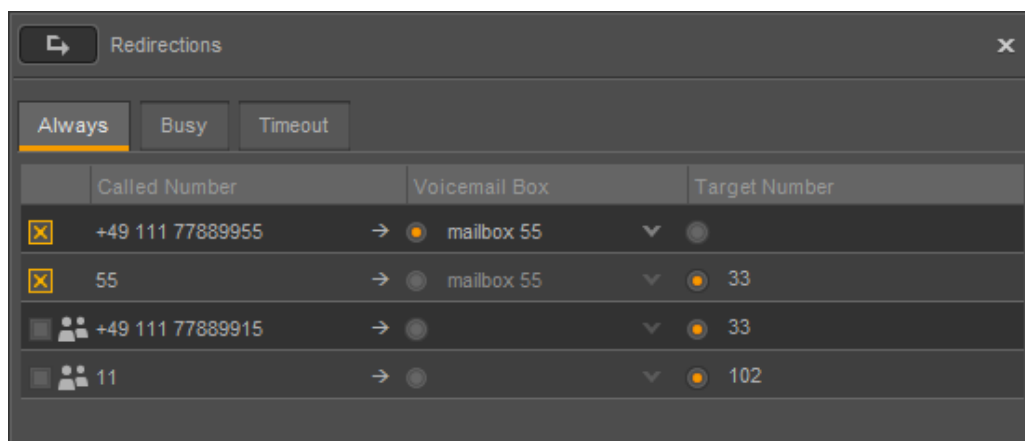 Redirections
Always Busy Timeout
Called Number Voicemail Box Target Number
+49 111 77889955 → mailbox 55
55 → mailbox 55 33
+49 111 77889915 → 33
11 → 102